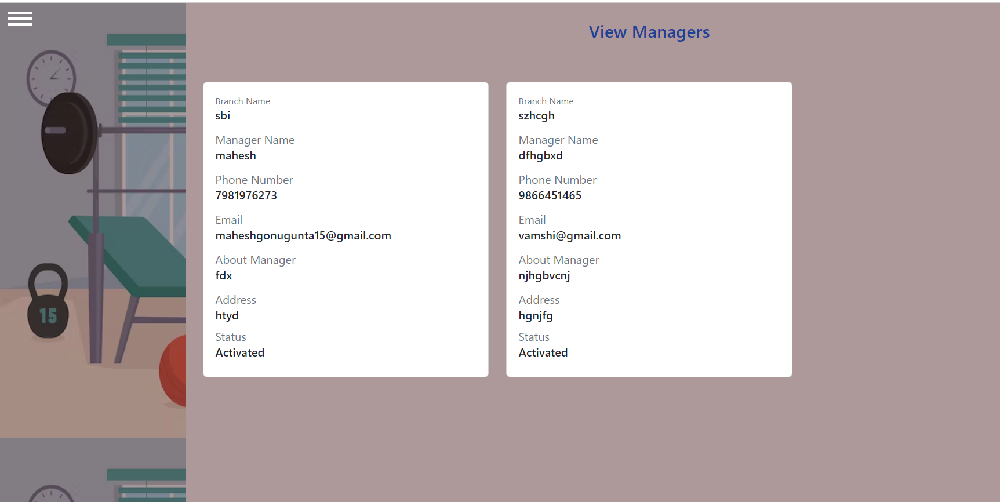 View Managers
Branch Name
sbi
Manager Name
mahesh
Phone Number
7981976273
Email
maheshgonugunta15@gmail.com
About Manager
fdx
Address
htyd
Status
Activated
Branch Name
szhcgh
Manager Name
dfhgbxd
Phone Number
9866451465
Email
vamshi@gmail.com
About Manager
njhgbvcnj
Address
hgnjfg
Status
Activated
15